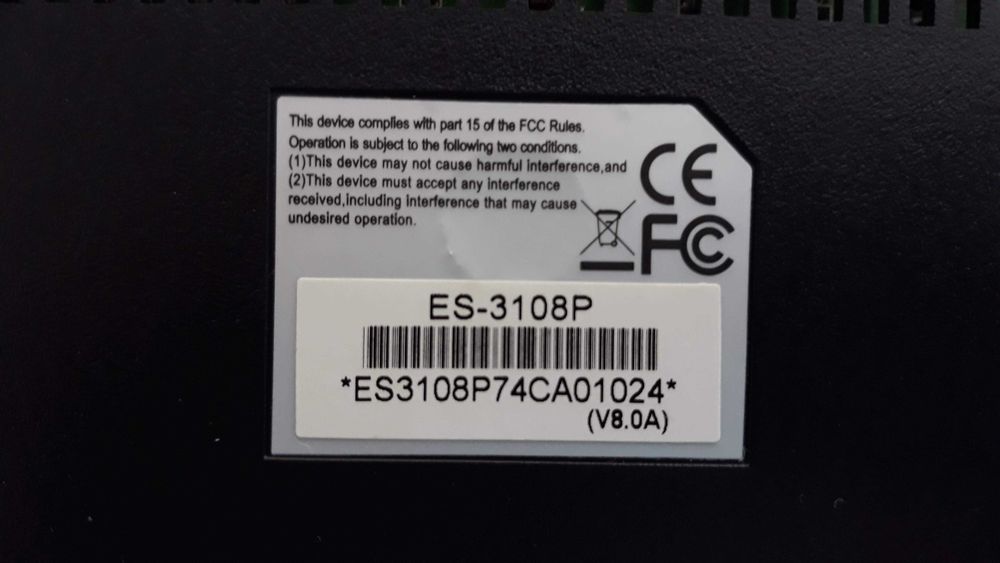 This device complies with part 15 of the FCC Rules.
Operation is subject to the following two conditions.
(1)This device may not cause harmful interference,and
(2)This device must accept any interference
received,including interference that may cause
undesired operation.
CE
FC
ES-3108P
*ES3108P74CA01024*
(V8.0A)